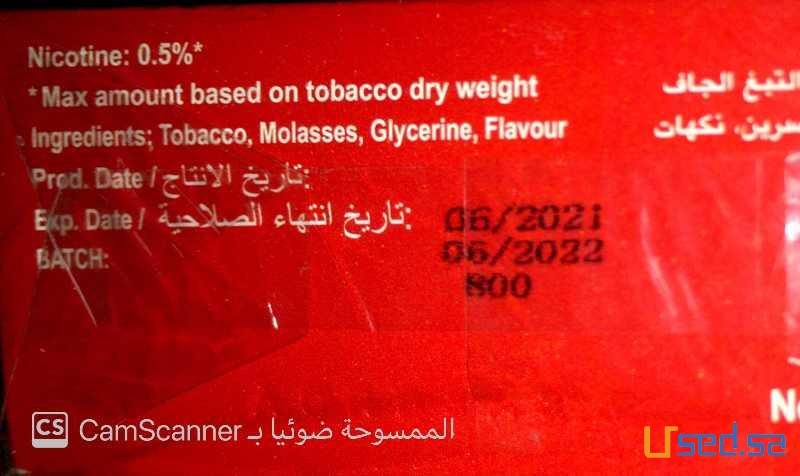 Nicotine: 0.5%*
* Max amount based on tobacco dry weight
التبغ الجاف
Ingredients; Tobacco, Molasses, Glycerine, Flavour
نكهات
Prod. Date / تاريخ الانتاج:
06/2021
Exp. Date / تاريخ انتهاء الصلاحية:
06/2022
BATCH:
800
CS CamScanner الممسوحة ضوئيا بـ
Used.sa